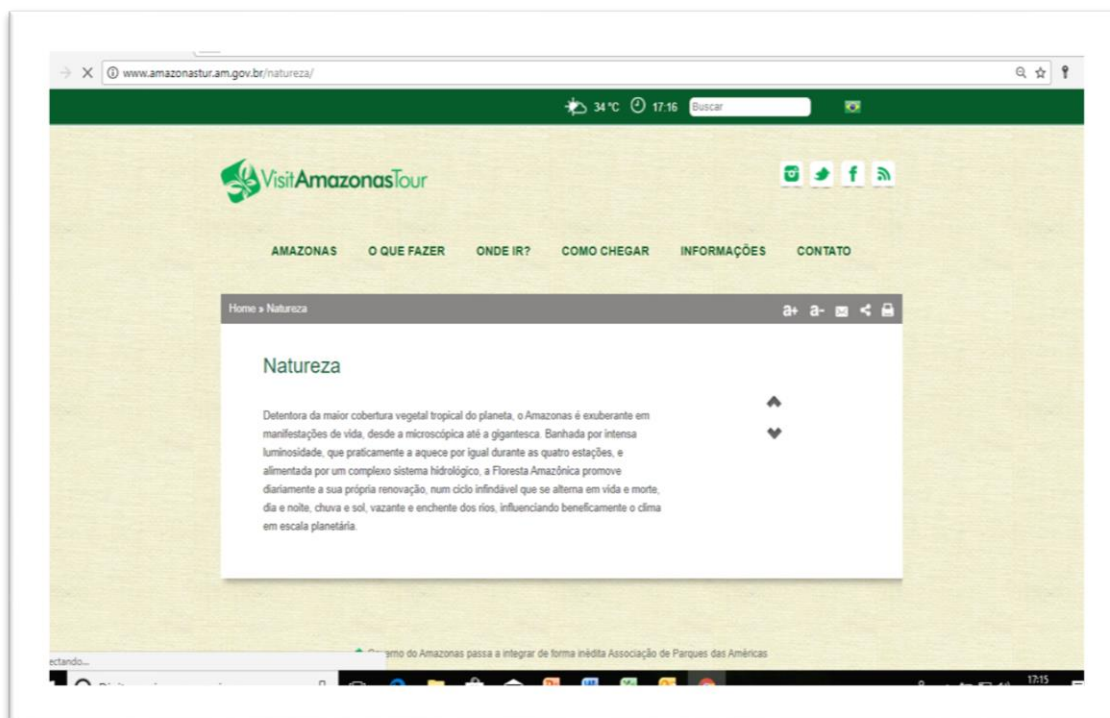 www.amazonastur.am.gov.br/natureza/
34 °C 17:16 Buscar
VisitAmazonasTour
AMAZONAS O QUE FAZER ONDE IR? COMO CHEGAR INFORMAÇÕES CONTATO
Home » Natureza a+ a-
Natureza
Detentora da maior cobertura vegetal tropical do planeta, o Amazonas é exuberante em
manifestações de vida, desde a microscópica até a gigantesca. Banhada por intensa
luminosidade, que praticamente a aquece por igual durante as quatro estações, e
alimentada por um complexo sistema hidrológico, a Floresta Amazônica promove
diariamente a sua própria renovação, num ciclo infindável que se alterna em vida e morte,
dia e noite, chuva e sol, vazante e enchente dos rios, influenciando beneficamente o clima
em escala planetária.
do Amazonas passa a integrar de forma inédita Associação de Parques das Américas
ectando...
17:15